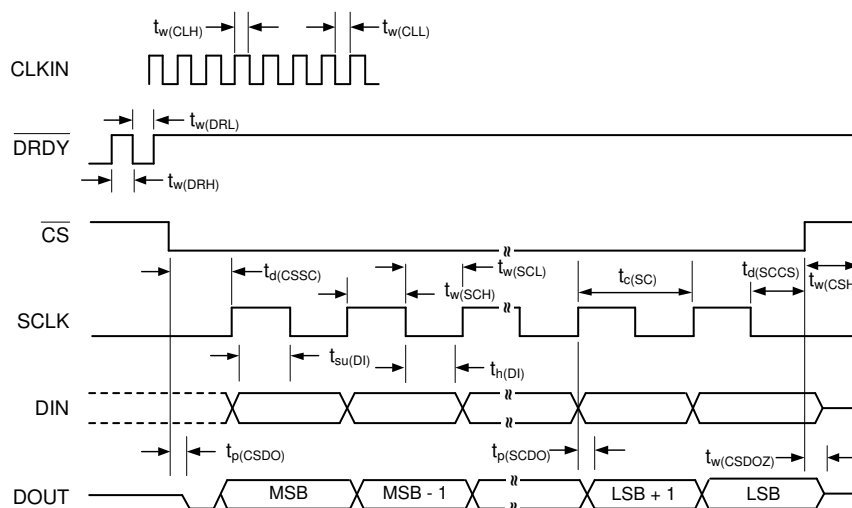 tw(CLH) tw(CLL)
CLKIN
tw(DRL)
DRDY
tw(DRH)
CS
td(CSSC) tw(SCL) tc(SC) td(SCCS)
tw(SCH) tw(CSH
SCLK
tsu(DI) th(DI)
DIN
tp(CSDO) tp(SCDO) tw(CSDOZ)
DOUT MSB MSB - 1 LSB + 1 LSB